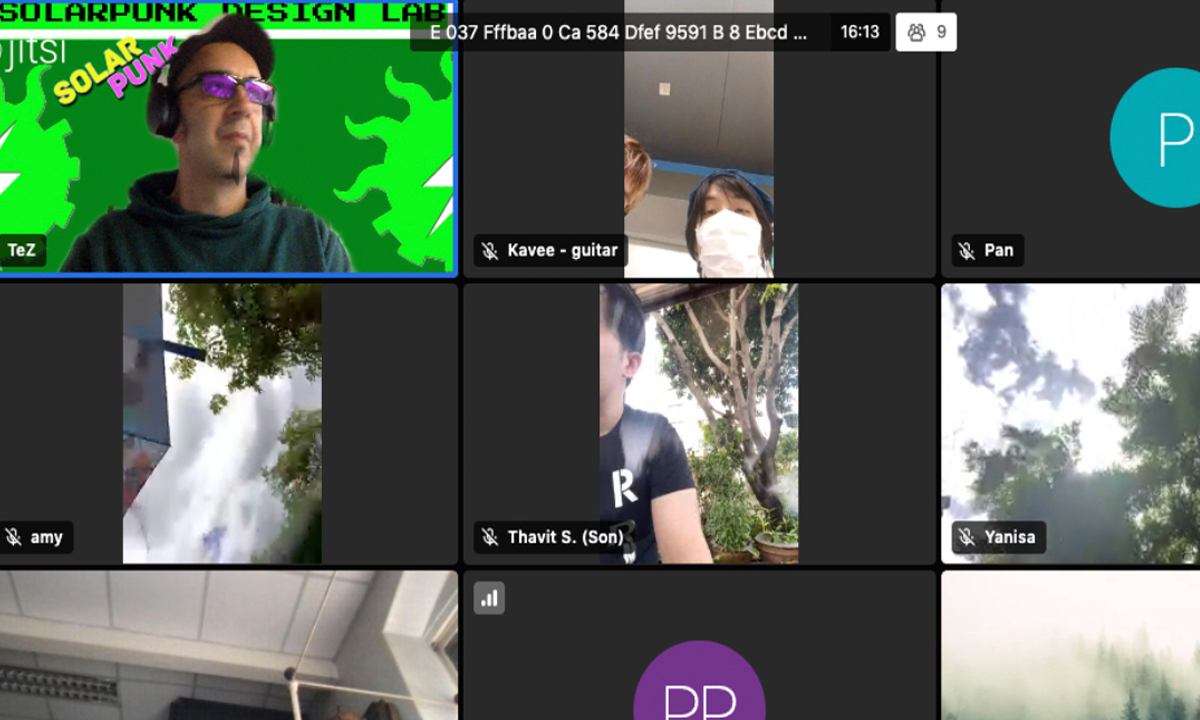 SOLARPUNK DESIGN LAB
jitsi
SOLAR
PUNK
E 037 Fffbaa 0 Ca 584 Dfef 9591 B 8 Ebcd ...
16:13
9
TeZ
Kavee - guitar
P
Pan
amy
R
Thavit S. (Son)
Yanisa
PP